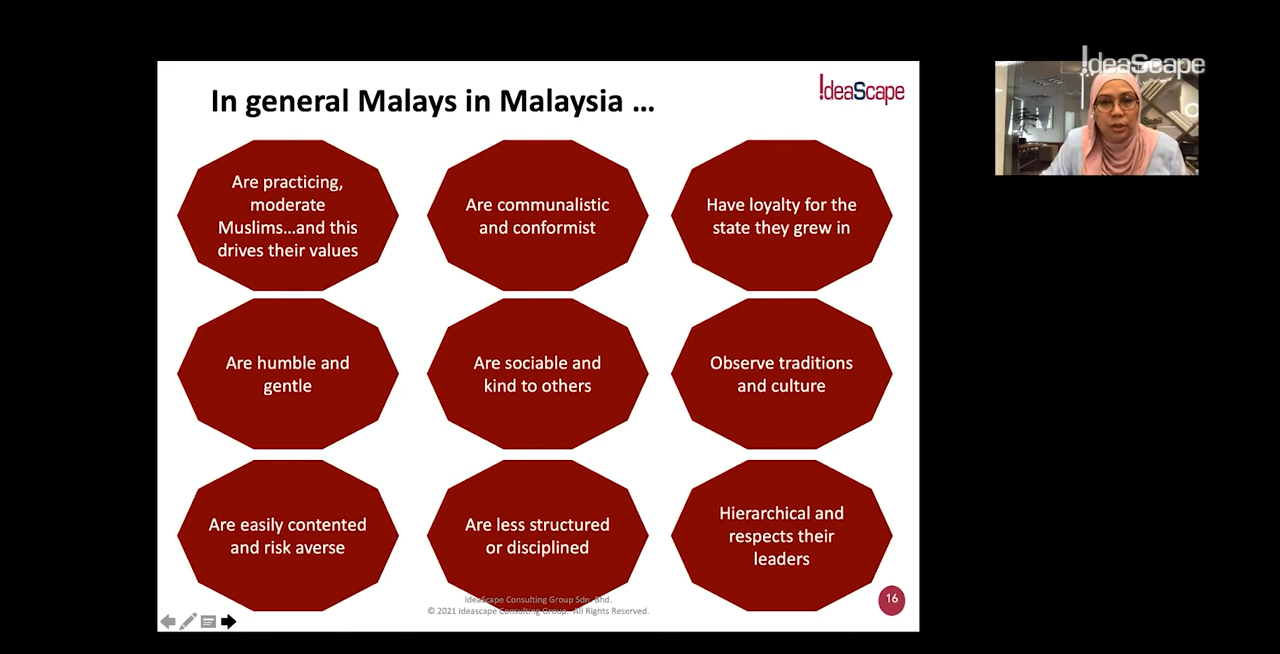 !deaScape
In general Malays in Malaysia ...
!deaScape
Are practicing,
moderate
Muslims...and this
drives their values
Are communalistic
and conformist
Have loyalty for the
state they grew in
Are humble and
gentle
Are sociable and
kind to others
Observe traditions
and culture
Are easily contented
and risk averse
Are less structured
or disciplined
Hierarchical and
respects their
leaders
IdeaScape Consulting Group Sdn. Bhd.
© 2021 Ideascape Consulting Group. All Rights Reserved.
16